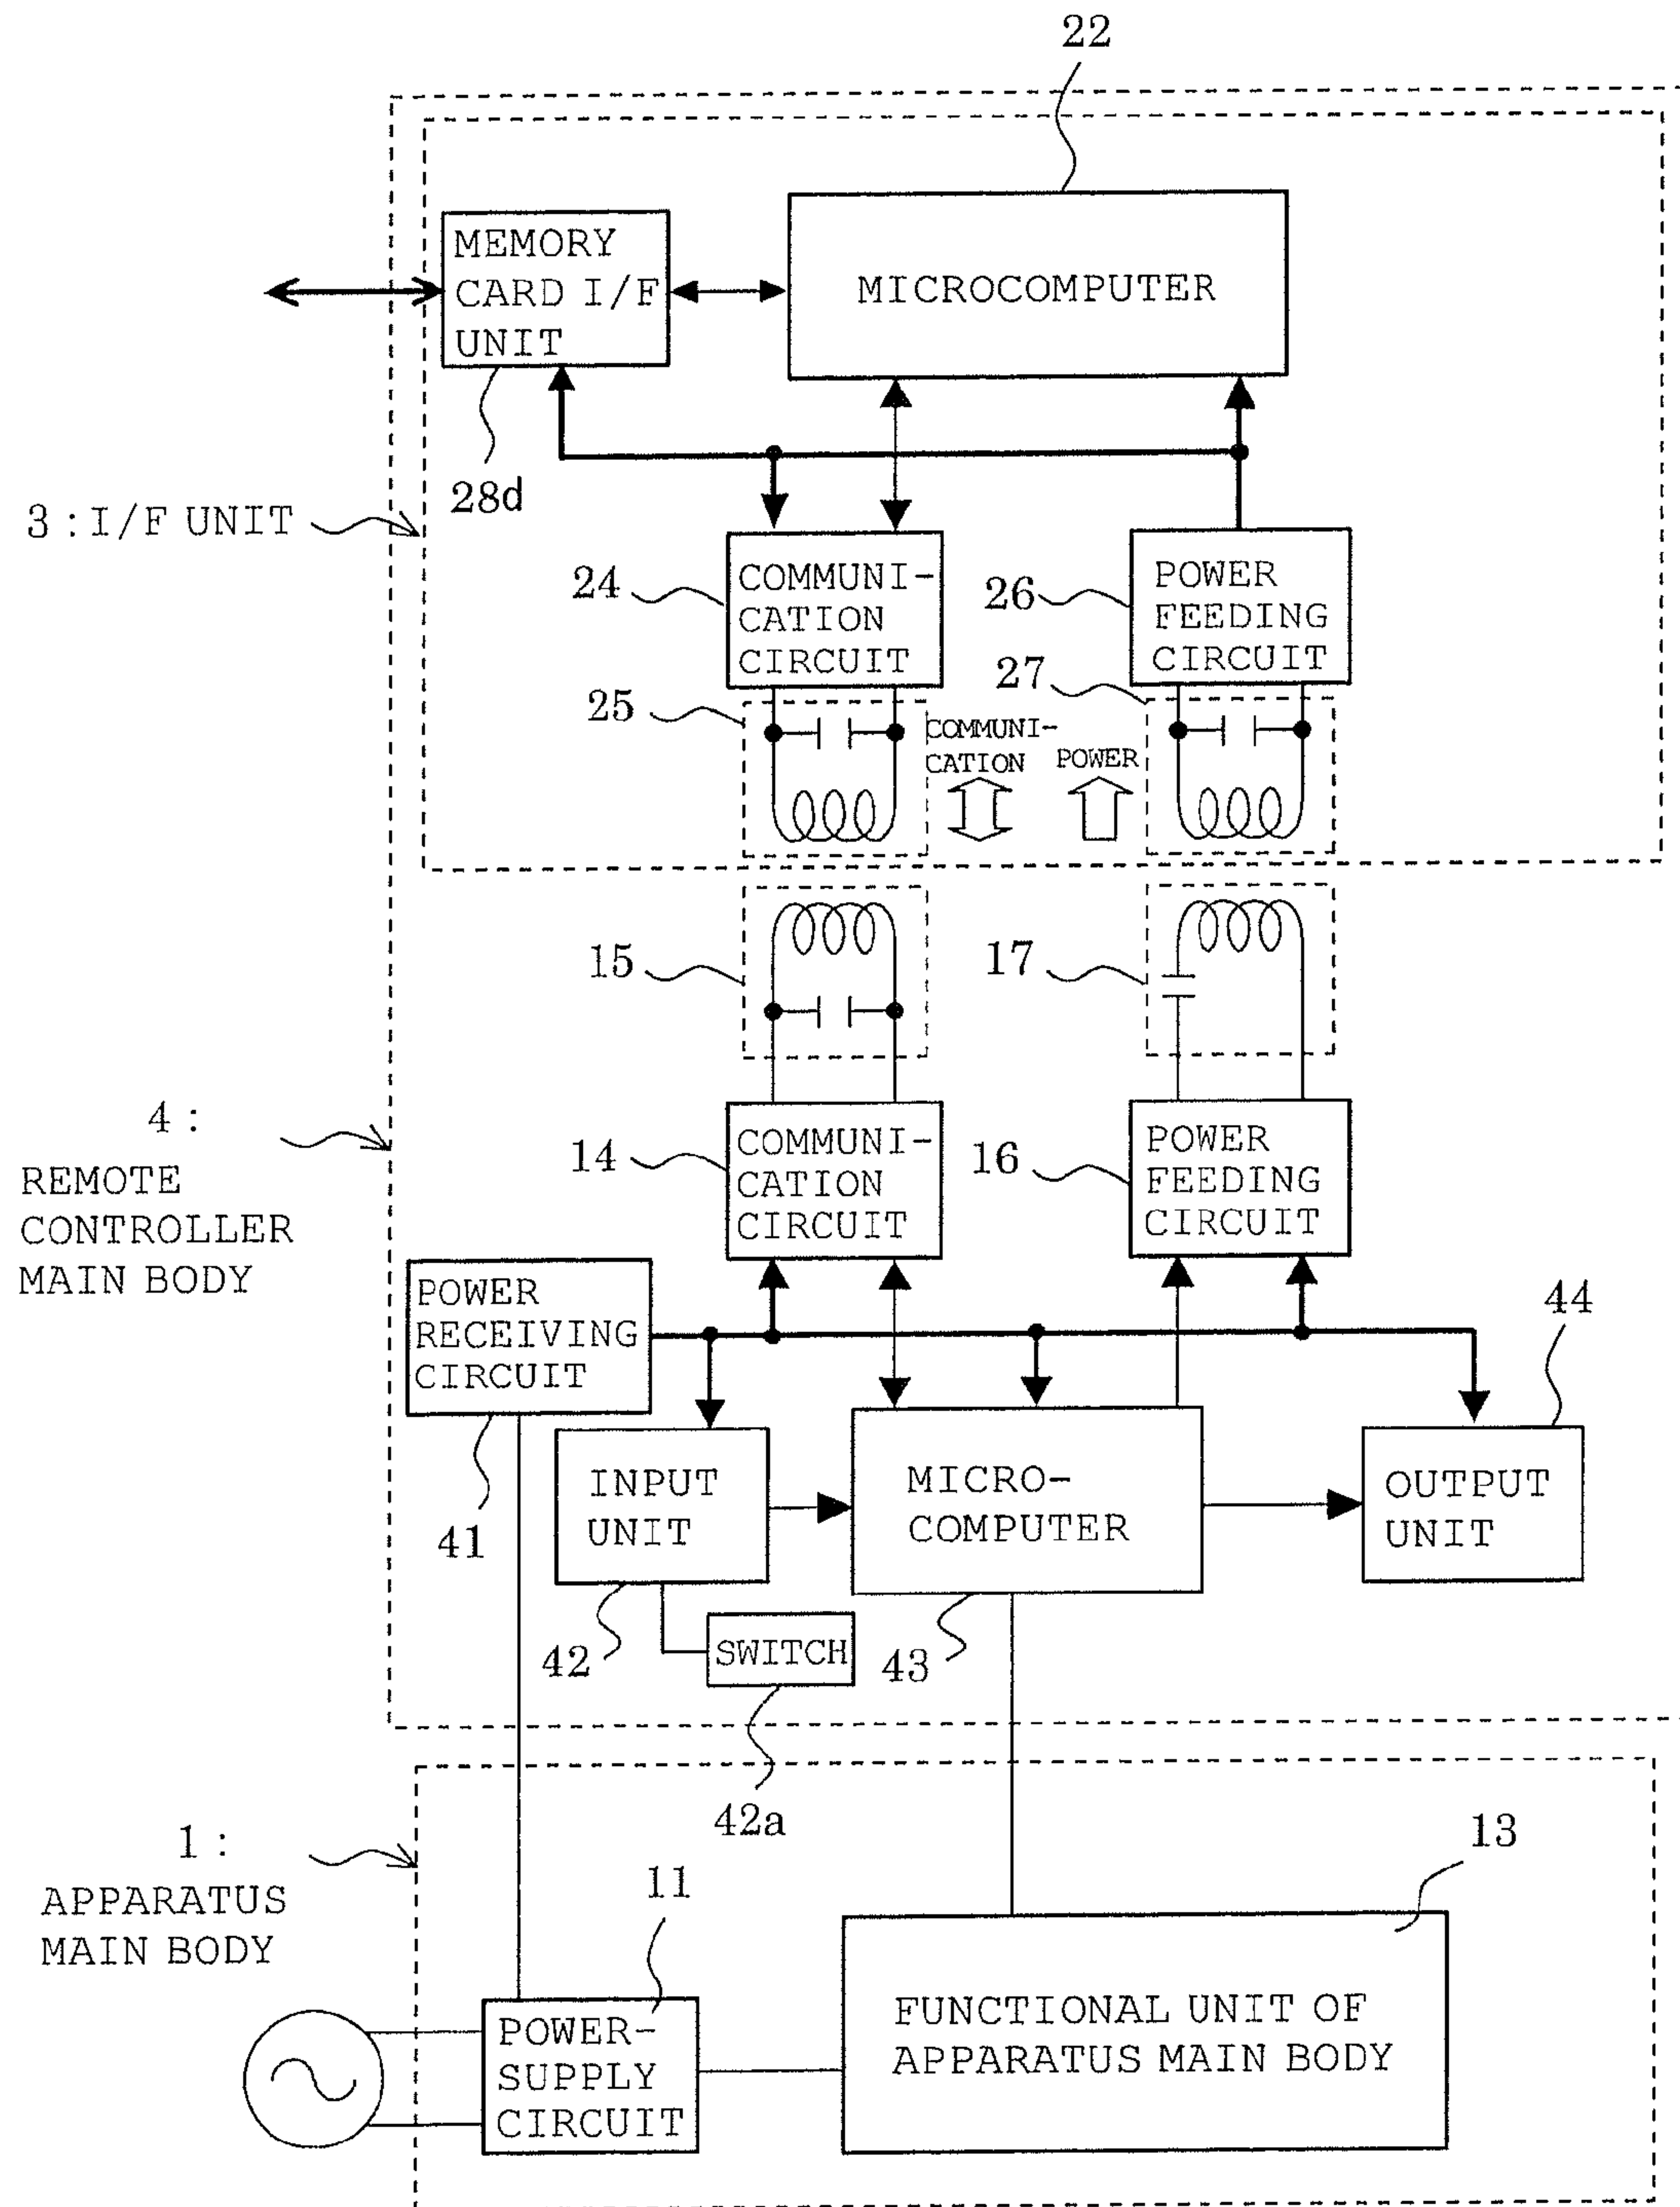 22
MEMORY
CARD I/F
UNIT
MICROCOMPUTER
28d
3 : I/F UNIT
24
COMMUNI-
CATION
CIRCUIT
26
POWER
FEEDING
CIRCUIT
25
27
COMMUNI-
CATION
POWER
15
17
4 :
REMOTE
CONTROLLER
MAIN BODY
14
COMMUNI-
CATION
CIRCUIT
16
POWER
FEEDING
CIRCUIT
POWER
RECEIVING
CIRCUIT
44
41
INPUT
UNIT
MICRO-
COMPUTER
OUTPUT
UNIT
42
SWITCH
43
42a
1 :
APPARATUS
MAIN BODY
11
13
POWER-
SUPPLY
CIRCUIT
FUNCTIONAL UNIT OF
APPARATUS MAIN BODY